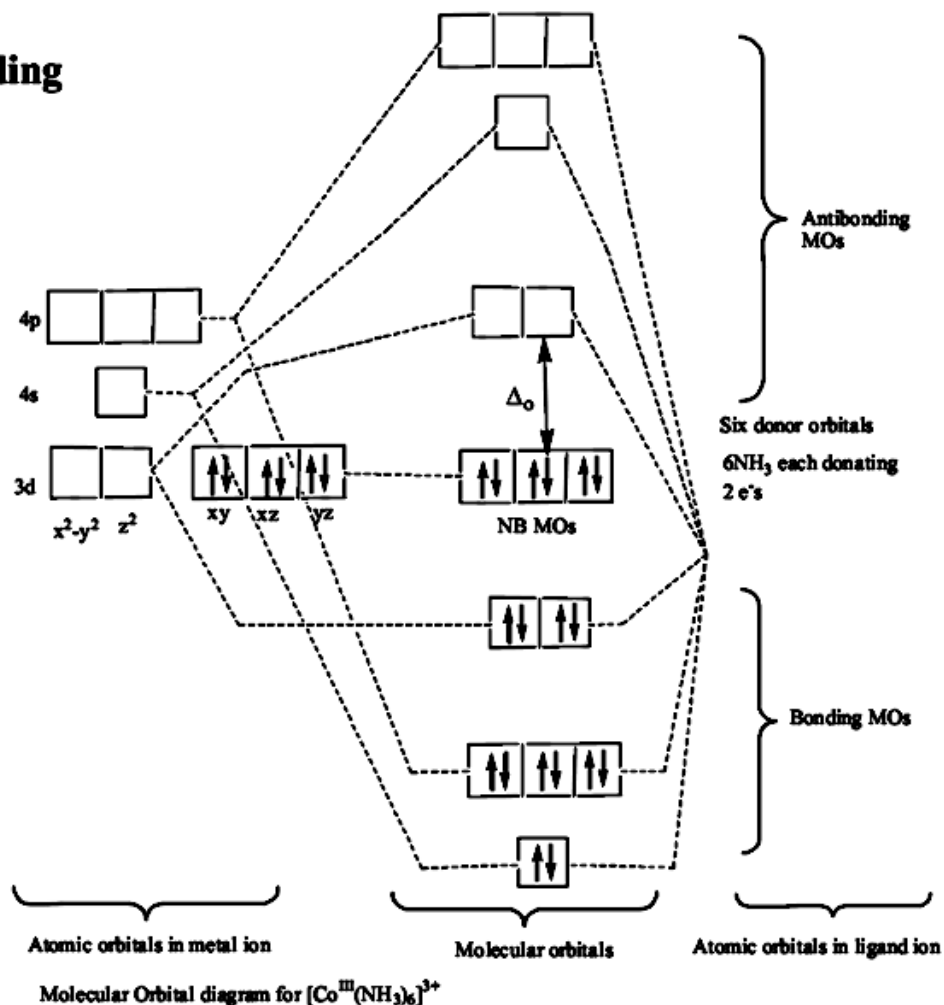 ling
Antibonding
MOs
4p
4s
Δo
Six donor orbitals
6NH3 each donating
2 e-s
3d
x2-y2 z2
xy xz yz
NB MOs
Bonding MOs
Atomic orbitals in metal ion
Molecular orbitals
Atomic orbitals in ligand ion
Molecular Orbital diagram for [CoIII(NH3)6]3+